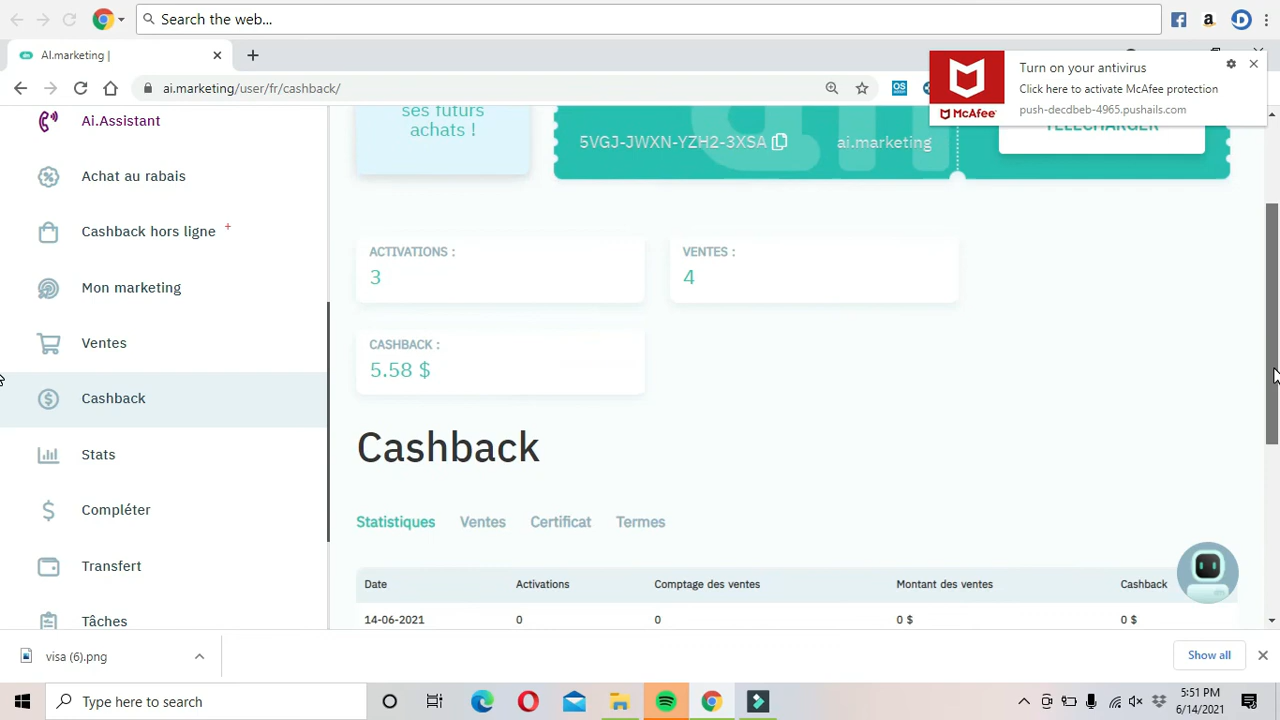 Search the web...
AI.marketing |
ai.marketing/user/fr/cashback/
Turn on your antivirus
Click here to activate McAfee protection
push-decdbeb-4965.pushails.com
McAfee
Ai.Assistant
Achat au rabais
Cashback hors ligne +
Mon marketing
Ventes
Cashback
Stats
Compléter
Transfert
Tâches
ses futurs
achats !
5VGJ-JWXN-YZH2-3XSA
ai.marketing
TÉLÉCHARGER
ACTIVATIONS :
3
VENTES :
4
CASHBACK :
5.58 $
Cashback
Statistiques Ventes Certificat Termes
Date Activations Comptage des ventes Montant des ventes Cashback
14-06-2021 0 0 0 $ 0 $
visa (6).png
Show all
Type here to search
5:51 PM
6/14/2021